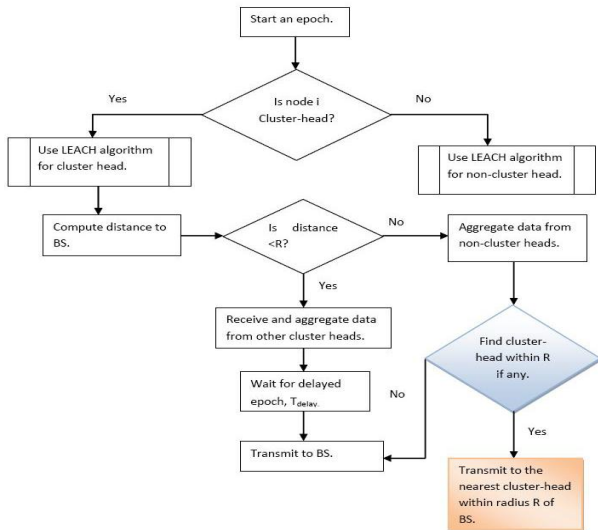 Start an epoch.
Is node i
Cluster-head?
Yes
No
Use LEACH algorithm
for cluster head.
Use LEACH algorithm
for non-cluster head.
Compute distance to
BS.
Is distance
<R?
No
Aggregate data from
non-cluster heads.
Yes
Receive and aggregate data
from other cluster heads.
Find cluster-
head within R
if any.
Wait for delayed
epoch, Tdelay.
No
Yes
Transmit to BS.
Transmit to the
nearest cluster-head
within radius R of
BS.